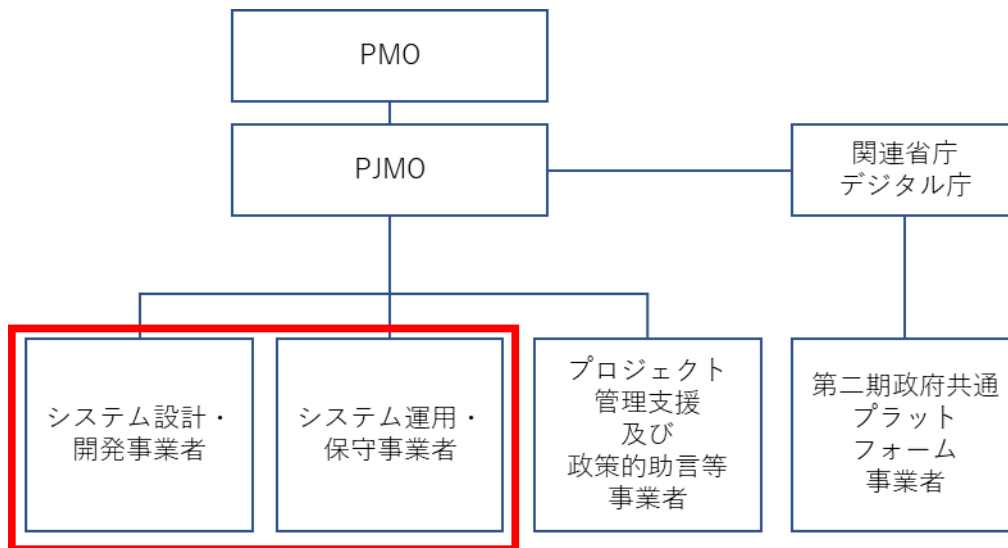 PMO
PJMO
関連省庁
デジタル庁
システム設計・
開発事業者
システム運用・
保守事業者
プロジェクト
管理支援
及び
政策的助言等
事業者
第二期政府共通
プラット
フォーム
事業者